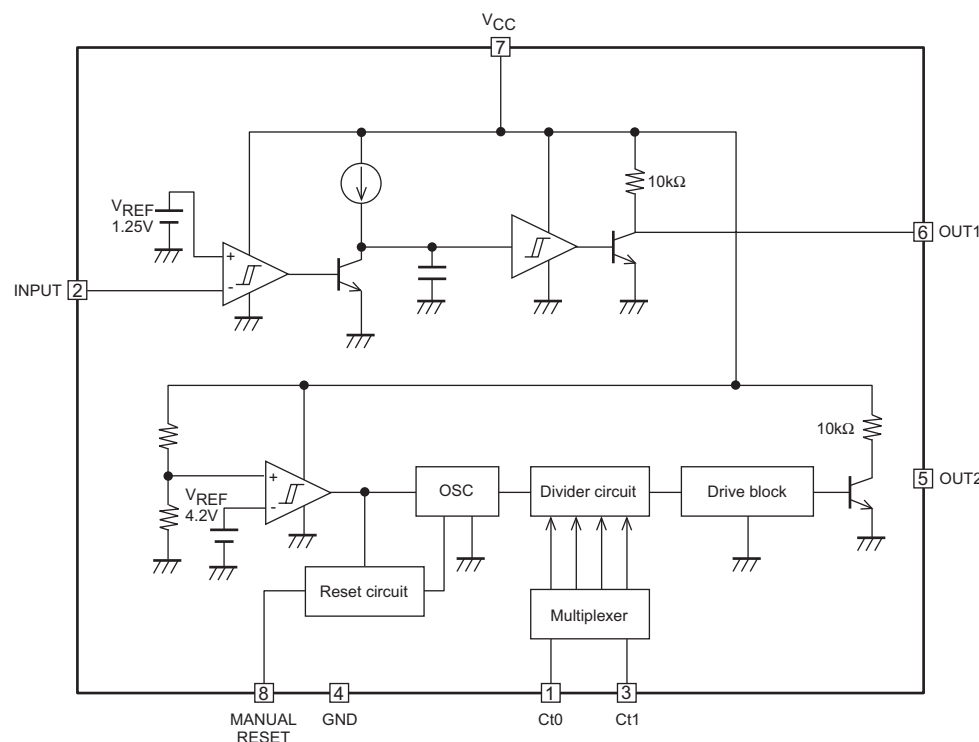 VCC
7
10kΩ
VREF
1.25V
+
-
6 OUT1
INPUT 2
10kΩ
VREF
4.2V
+
-
OSC
Divider circuit
Drive block
5 OUT2
Reset circuit
Multiplexer
8
4
1
3
MANUAL
RESET
GND
Ct0
Ct1